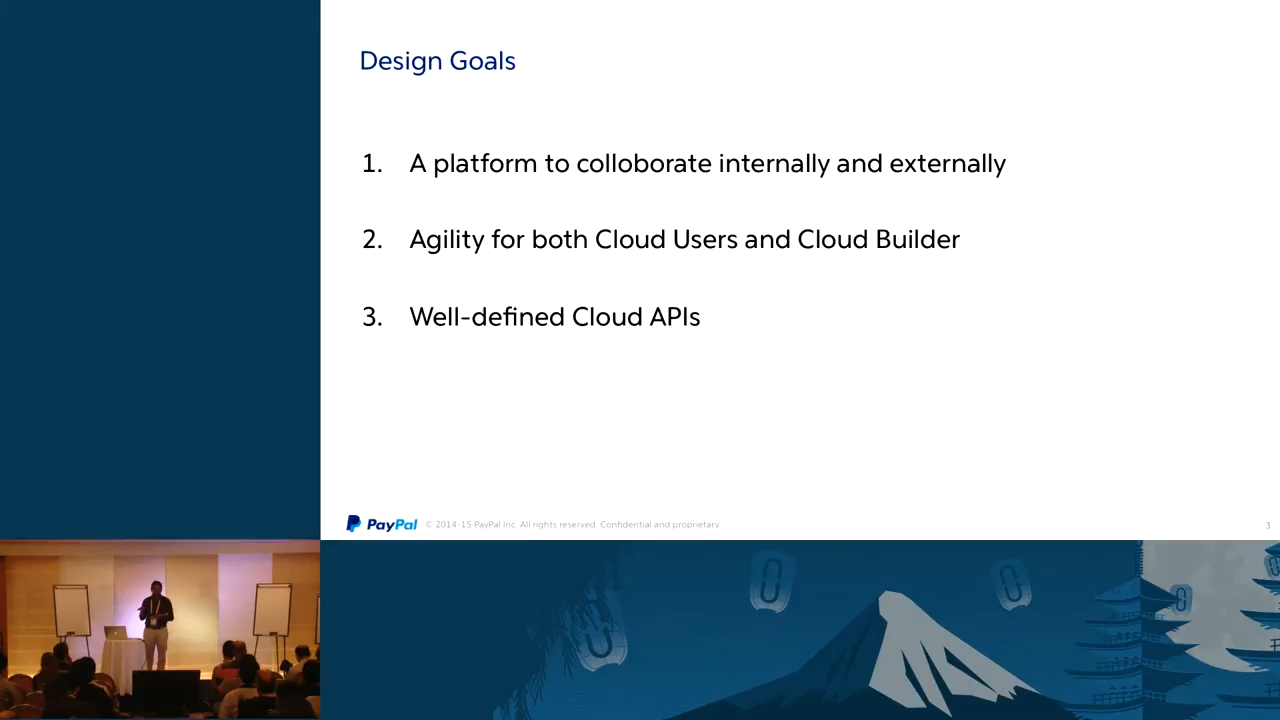 Design Goals
1. A platform to colloborate internally and externally
2. Agility for both Cloud Users and Cloud Builder
3. Well-defined Cloud APIs
PayPal © 2014-15 PayPal Inc. All rights reserved. Confidential and proprietary. 3